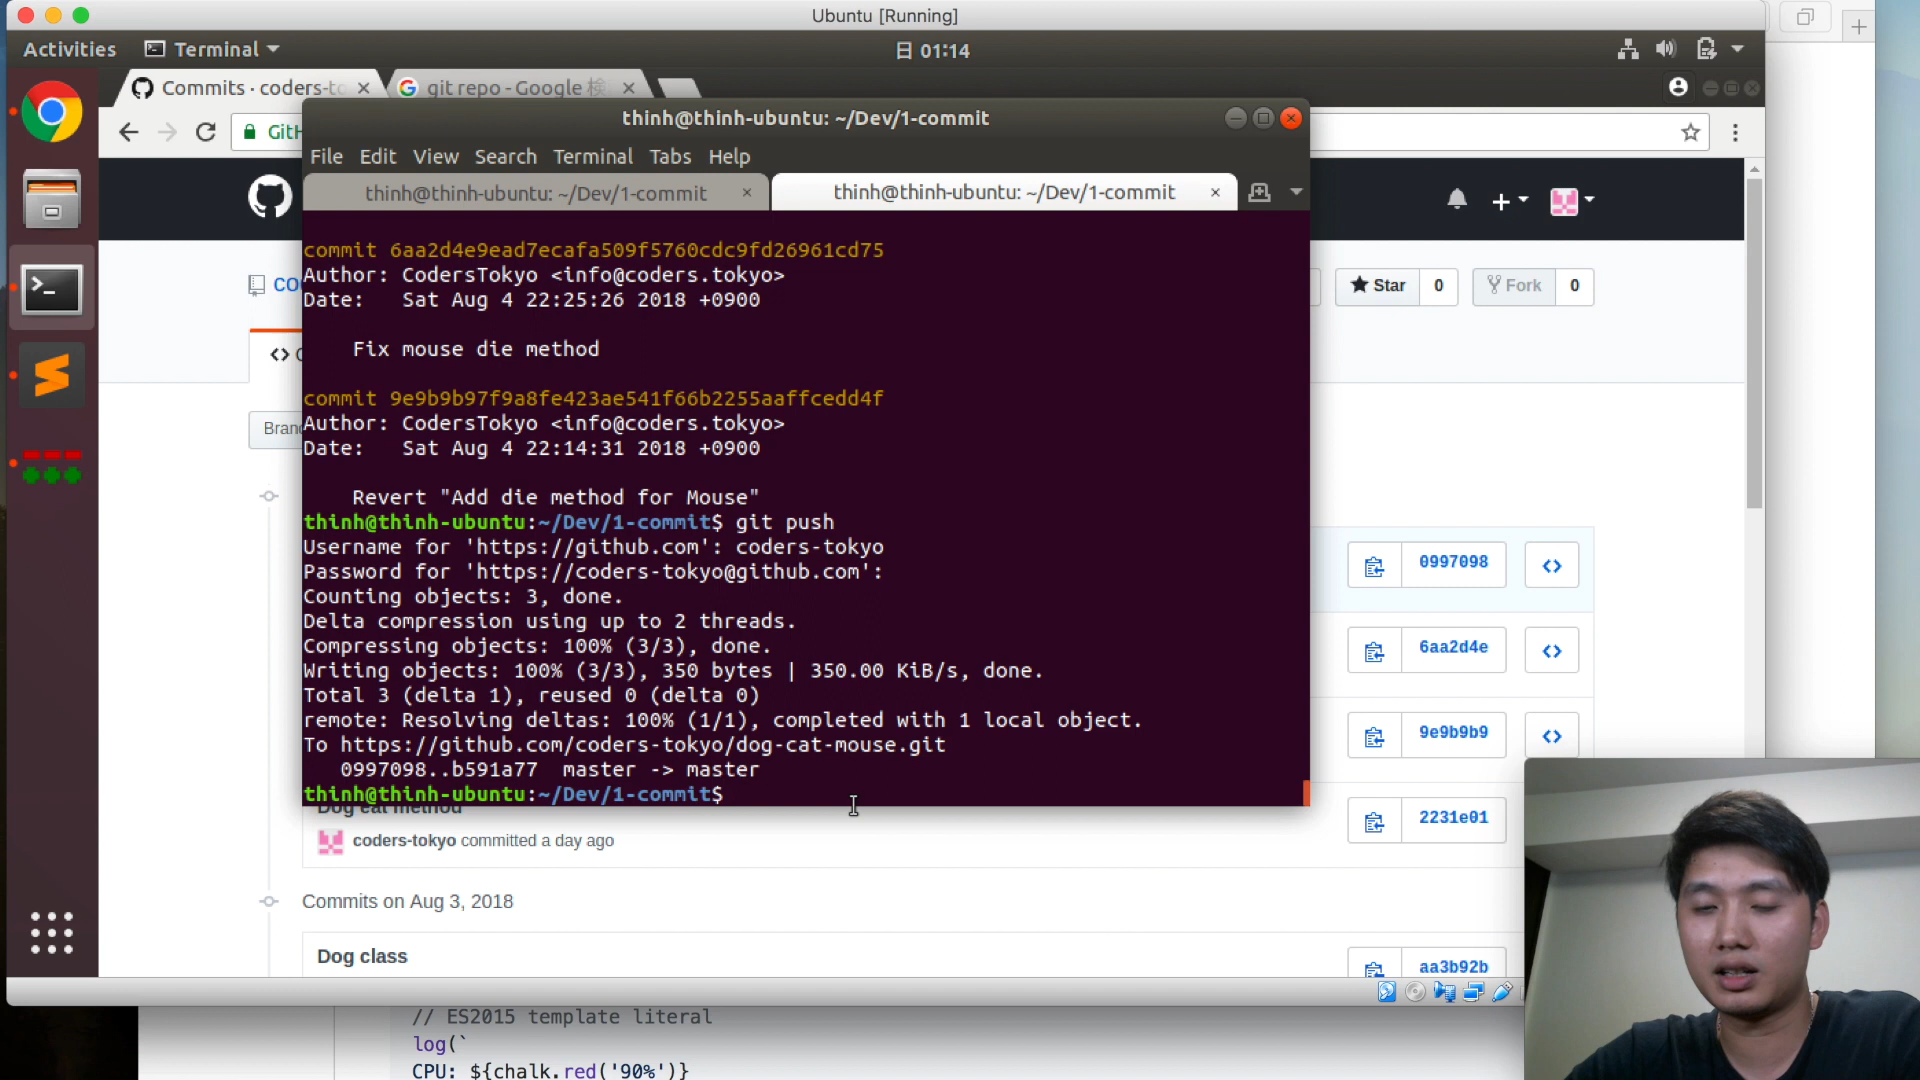 Ubuntu [Running]
Activities
Terminal
日 01:14
Commits · coders-to
git repo - Google 検
GitH
thinh@thinh-ubuntu: ~/Dev/1-commit
File Edit View Search Terminal Tabs Help
thinh@thinh-ubuntu: ~/Dev/1-commit
thinh@thinh-ubuntu: ~/Dev/1-commit
commit 6aa2d4e9ead7ecafa509f5760cdc9fd26961cd75
Author: CodersTokyo <info@coders.tokyo>
Date: Sat Aug 4 22:25:26 2018 +0900
Fix mouse die method
commit 9e9b9b97f9a8fe423ae541f66b2255aaffcedd4f
Author: CodersTokyo <info@coders.tokyo>
Date: Sat Aug 4 22:14:31 2018 +0900
Revert "Add die method for Mouse"
thinh@thinh-ubuntu:~/Dev/1-commit$ git push
Username for 'https://github.com': coders-tokyo
Password for 'https://coders-tokyo@github.com':
Counting objects: 3, done.
Delta compression using up to 2 threads.
Compressing objects: 100% (3/3), done.
Writing objects: 100% (3/3), 350 bytes | 350.00 KiB/s, done.
Total 3 (delta 1), reused 0 (delta 0)
remote: Resolving deltas: 100% (1/1), completed with 1 local object.
To https://github.com/coders-tokyo/dog-cat-mouse.git
0997098..b591a77 master -> master
thinh@thinh-ubuntu:~/Dev/1-commit$
Star 0
Fork 0
co
<> C
Bran
0997098 <>
6aa2d4e <>
9e9b9b9 <>
2231e01
Dog eat method
coders-tokyo committed a day ago
Commits on Aug 3, 2018
Dog class
aa3b92b
// ES2015 template literal
log(`
CPU: ${chalk.red('90%')}